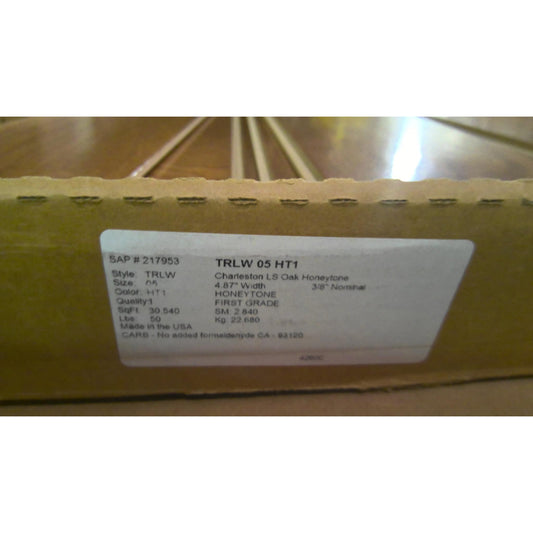 SAP # 217953 TRLW 05 HT1
Style: TRLW Charleston LS Oak Honeytone
Size: 05 4.87" Width 3/8" Nominal
Color: HT1 HONEYTONE
Quality:I FIRST GRADE
SqFt: 30.540 SM: 2.840
Lbs: 50 Kg: 22.680
Made in the USA
CARB - No added formaldehyde CA - 93120